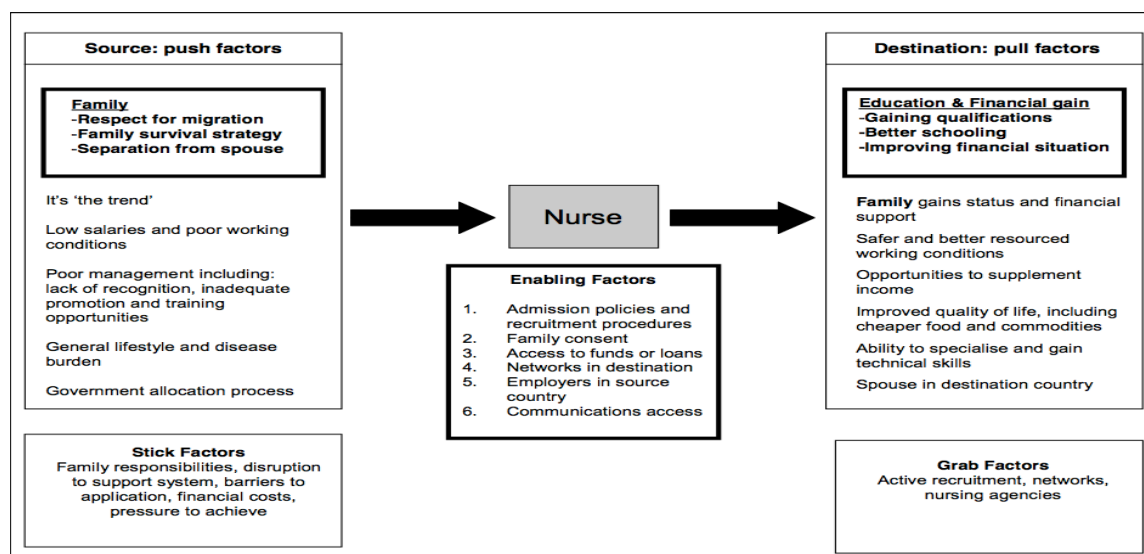 Source: push factors
Family
-Respect for migration
-Family survival strategy
-Separation from spouse
It's 'the trend'
Low salaries and poor working
conditions
Poor management including:
lack of recognition, inadequate
promotion and training
opportunities
General lifestyle and disease
burden
Government allocation process
Stick Factors
Family responsibilities, disruption
to support system, barriers to
application, financial costs,
pressure to achieve
Nurse
Enabling Factors
1. Admission policies and
recruitment procedures
2. Family consent
3. Access to funds or loans
4. Networks in destination
5. Employers in source
country
6. Communications access
Destination: pull factors
Education & Financial gain
-Gaining qualifications
-Better schooling
-Improving financial situation
Family gains status and financial
support
Safer and better resourced
working conditions
Opportunities to supplement
income
Improved quality of life, including
cheaper food and commodities
Ability to specialise and gain
technical skills
Spouse in destination country
Grab Factors
Active recruitment, networks,
nursing agencies